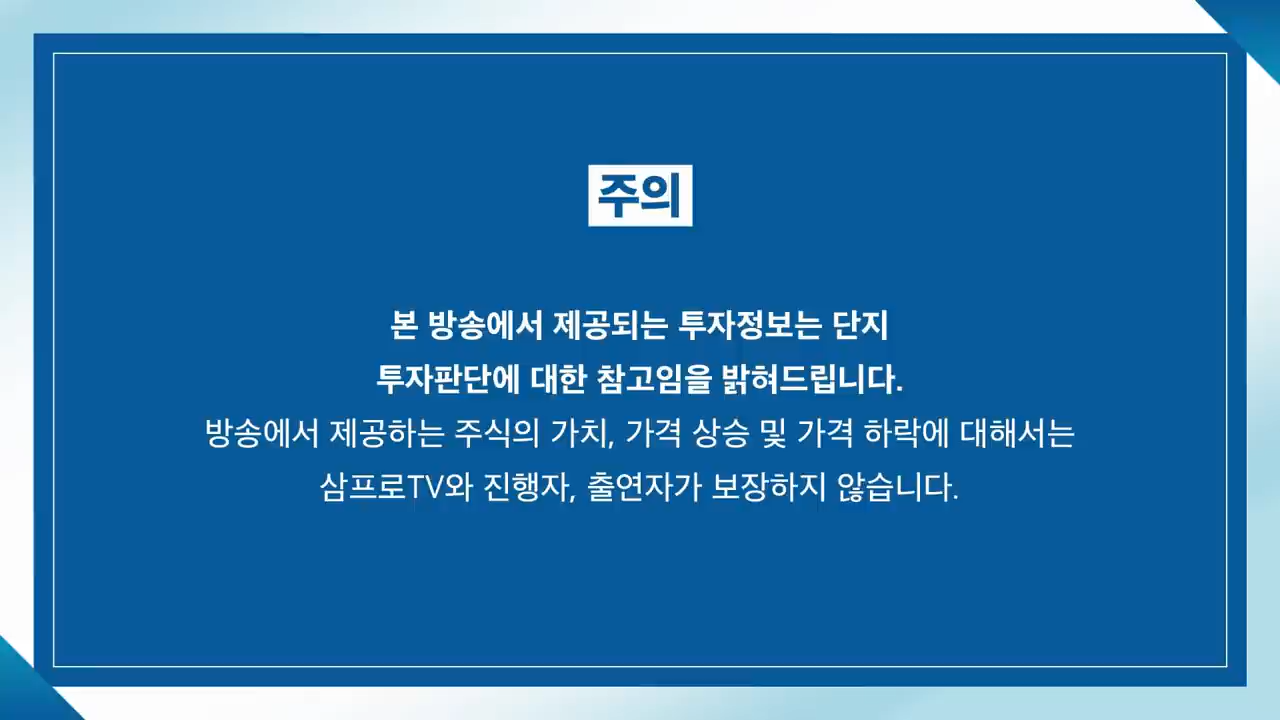 주의
본 방송에서 제공되는 투자정보는 단지
투자판단에 대한 참고임을 밝혀드립니다.
방송에서 제공하는 주식의 가치, 가격 상승 및 가격 하락에 대해서는
삼프로TV와 진행자, 출연자가 보장하지 않습니다.